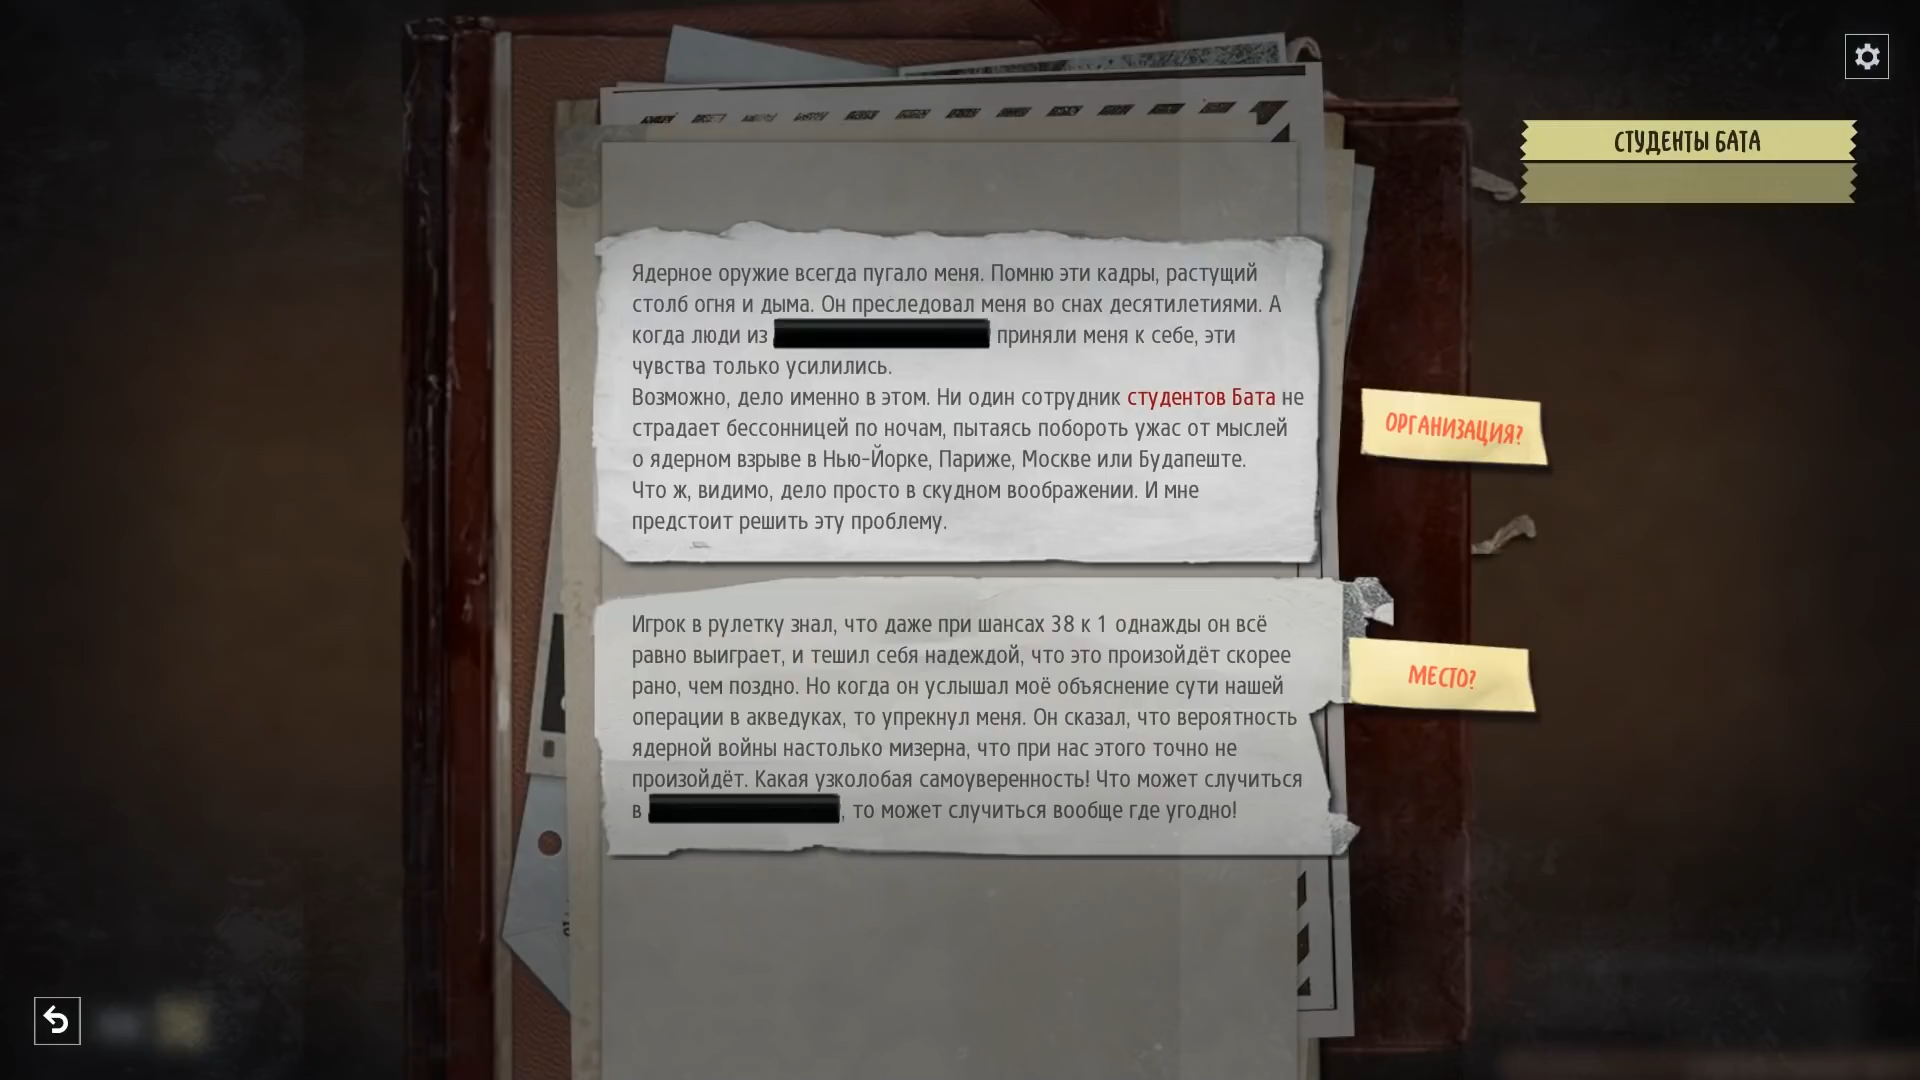 СТУДЕНТЫ БАТА
Ядерное оружие всегда пугало меня. Помню эти кадры, растущий
столб огня и дыма. Он преследовал меня во снах десятилетиями. А
когда люди из приняли меня к себе, эти
чувства только усилились.
Возможно, дело именно в этом. Ни один сотрудник студентов Бата не
страдает бессонницей по ночам, пытаясь побороть ужас от мыслей
о ядерном взрыве в Нью-Йорке, Париже, Москве или Будапеште.
Что ж, видимо, дело просто в скудном воображении. И мне
предстоит решить эту проблему.
ОРГАНИЗАЦИЯ?
Игрок в рулетку знал, что даже при шансах 38 к 1 однажды он всё
равно выиграет, и тешил себя надеждой, что это произойдёт скорее
рано, чем поздно. Но когда он услышал моё объяснение сути нашей
операции в акведуках, то упрекнул меня. Он сказал, что вероятность
ядерной войны настолько мизерна, что при нас этого точно не
произойдёт. Какая узколобая самоуверенность! Что может случиться
в , то может случиться вообще где угодно!
МЕСТО?